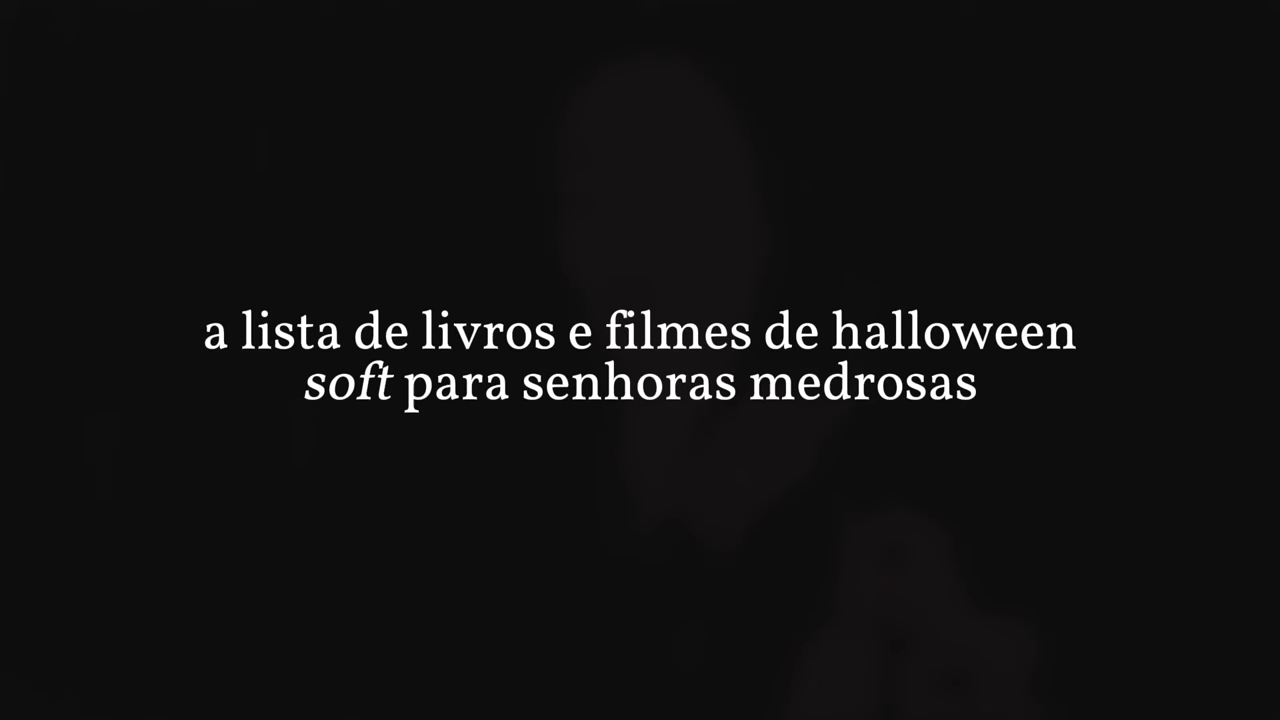 a lista de livros e filmes de halloween
soft para senhoras medrosas